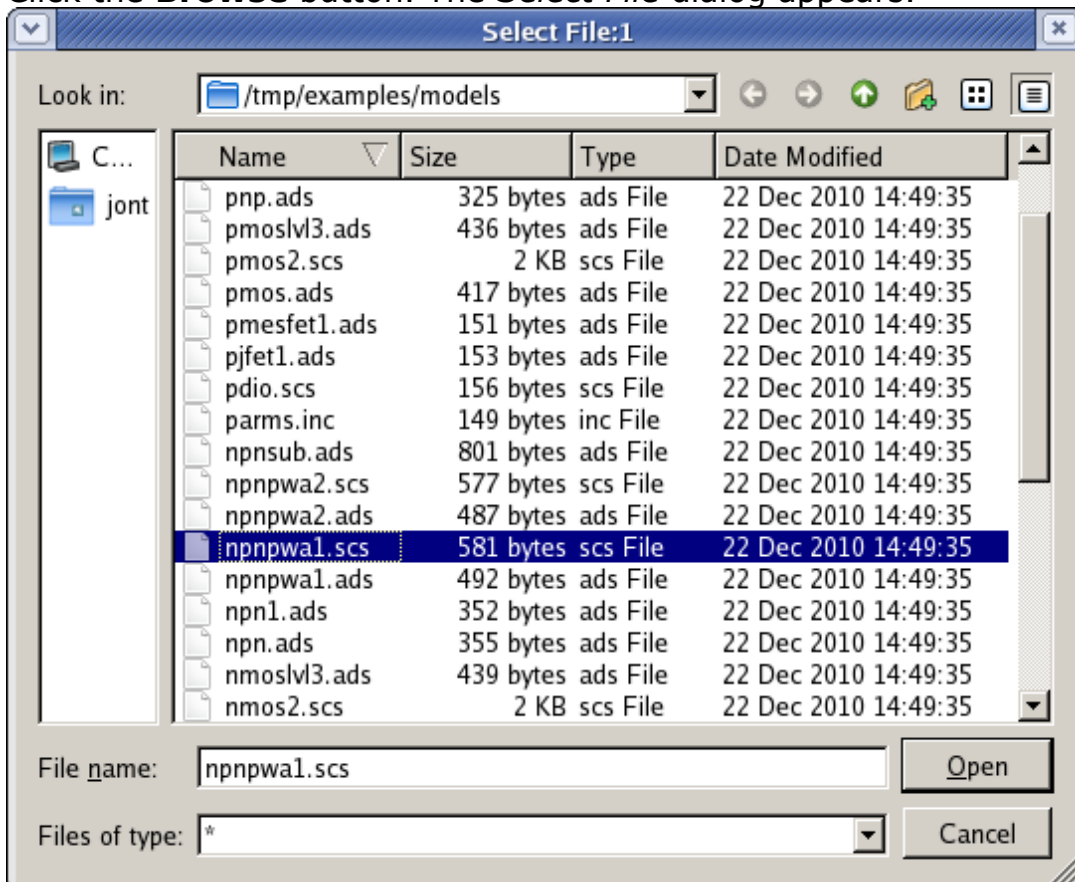 Click the Browse button. The Select File dialog appears.
Select File:1
Look in: /tmp/examples/models
C...
jont
Name Size Type Date Modified
pnp.ads 325 bytes ads File 22 Dec 2010 14:49:35
pmoslvl3.ads 436 bytes ads File 22 Dec 2010 14:49:35
pmos2.scs 2 KB scs File 22 Dec 2010 14:49:35
pmos.ads 417 bytes ads File 22 Dec 2010 14:49:35
pmesfet1.ads 151 bytes ads File 22 Dec 2010 14:49:35
pjfet1.ads 153 bytes ads File 22 Dec 2010 14:49:35
pdio.scs 156 bytes scs File 22 Dec 2010 14:49:35
parms.inc 149 bytes inc File 22 Dec 2010 14:49:35
npnsub.ads 801 bytes ads File 22 Dec 2010 14:49:35
npnpwa2.scs 577 bytes scs File 22 Dec 2010 14:49:35
npnpwa2.ads 487 bytes ads File 22 Dec 2010 14:49:35
npnpwa1.scs 581 bytes scs File 22 Dec 2010 14:49:35
npnpwa1.ads 492 bytes ads File 22 Dec 2010 14:49:35
npn1.ads 352 bytes ads File 22 Dec 2010 14:49:35
npn.ads 355 bytes ads File 22 Dec 2010 14:49:35
nmoslvl3.ads 439 bytes ads File 22 Dec 2010 14:49:35
nmos2.scs 2 KB scs File 22 Dec 2010 14:49:35
File name: npnpwa1.scs Open
Files of type: * Cancel